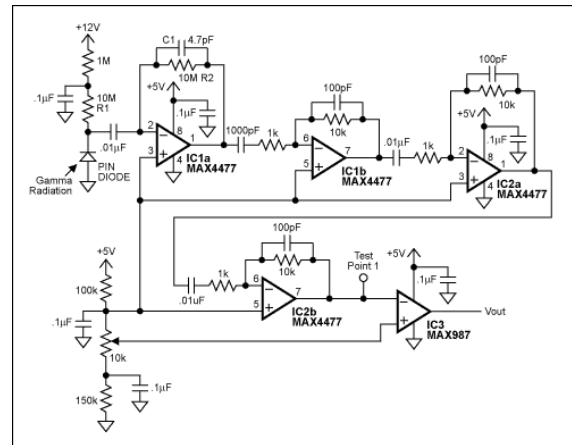 +12V
1M
.1µF
10M
R1
.01µF
Gamma
Radiation
PIN
DIODE
C1 4.7pF
10M R2
+5V
.1µF
2
8
1
3
4
IC1a
MAX4477
1000pF
1k
100pF
10k
6
7
5
IC1b
MAX4477
.01µF
1k
100pF
10k
+5V
.1µF
2
8
1
3
4
IC2a
MAX4477
+5V
100k
.1µF
10k
.1µF
150k
.01uF
1k
100pF
10k
6
7
5
IC2b
MAX4477
Test
Point 1
+5V
.1µF
IC3
MAX987
Vout